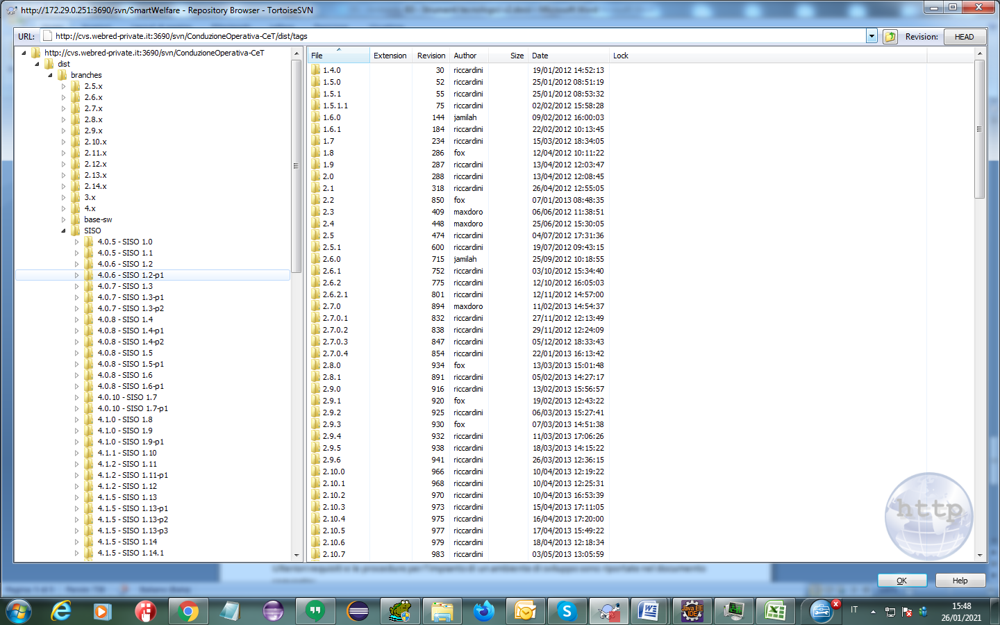 http://172.29.0.251:3690/svn/SmartWelfare - Repository Browser - TortoiseSVN
URL: http://cvs.webred-private.it:3690/svn/ConduzioneOperativa-CeT/dist/tags Revision: HEAD
http://cvs.webred-private.it:3690/svn/ConduzioneOperativa-CeT
dist
branches
2.5.x
2.6.x
2.7.x
2.8.x
2.9.x
2.10.x
2.11.x
2.12.x
2.13.x
2.14.x
3.x
4.x
base-sw
SISO
4.0.5 - SISO 1.0
4.0.5 - SISO 1.1
4.0.6 - SISO 1.2
4.0.6 - SISO 1.2-p1
4.0.7 - SISO 1.3
4.0.7 - SISO 1.3-p1
4.0.7 - SISO 1.3-p2
4.0.8 - SISO 1.4
4.0.8 - SISO 1.4-p1
4.0.8 - SISO 1.4-p2
4.0.8 - SISO 1.5
4.0.8 - SISO 1.5-p1
4.0.8 - SISO 1.6
4.0.8 - SISO 1.6-p1
4.0.10 - SISO 1.7
4.0.10 - SISO 1.7-p1
4.1.0 - SISO 1.8
4.1.0 - SISO 1.9
4.1.0 - SISO 1.9-p1
4.1.1 - SISO 1.10
4.1.2 - SISO 1.11
4.1.2 - SISO 1.11-p1
4.1.2 - SISO 1.12
4.1.5 - SISO 1.13
4.1.5 - SISO 1.13-p1
4.1.5 - SISO 1.13-p2
4.1.5 - SISO 1.13-p3
4.1.5 - SISO 1.14
4.1.5 - SISO 1.14.1
File Extension Revision Author Size Date Lock
1.4.0 30 riccardini 19/01/2012 14:52:13
1.5.0 52 riccardini 25/01/2012 08:51:19
1.5.1 55 riccardini 25/01/2012 08:53:32
1.5.1.1 75 riccardini 02/02/2012 15:58:28
1.6.0 144 jamilah 09/02/2012 16:00:03
1.6.1 184 riccardini 22/02/2012 10:13:45
1.7 234 riccardini 15/03/2012 18:34:05
1.8 286 fox 12/04/2012 10:11:22
1.9 287 riccardini 13/04/2012 12:03:47
2.0 288 riccardini 13/04/2012 12:08:45
2.1 318 riccardini 26/04/2012 12:55:05
2.2 850 fox 07/01/2013 08:48:35
2.3 409 maxdoro 06/06/2012 11:38:51
2.4 448 maxdoro 25/06/2012 15:30:05
2.5 474 riccardini 04/07/2012 17:31:36
2.5.1 600 riccardini 19/07/2012 09:43:15
2.6.0 715 jamilah 25/09/2012 10:18:55
2.6.1 752 riccardini 03/10/2012 15:34:40
2.6.2 775 riccardini 12/10/2012 16:05:03
2.6.2.1 801 riccardini 12/11/2012 14:57:00
2.7.0 894 maxdoro 11/02/2013 14:54:37
2.7.0.1 832 riccardini 27/11/2012 12:13:49
2.7.0.2 838 riccardini 29/11/2012 12:24:09
2.7.0.3 847 riccardini 05/12/2012 18:33:43
2.7.0.4 854 riccardini 22/01/2013 16:13:42
2.8.0 934 fox 13/03/2013 15:01:48
2.8.1 891 riccardini 05/02/2013 14:27:17
2.9.0 916 riccardini 13/02/2013 15:56:57
2.9.1 920 fox 19/02/2013 12:43:22
2.9.2 925 riccardini 06/03/2013 15:27:41
2.9.3 930 fox 07/03/2013 14:51:38
2.9.4 932 riccardini 11/03/2013 17:06:26
2.9.5 938 riccardini 18/03/2013 14:15:22
2.9.6 941 riccardini 26/03/2013 12:36:15
2.10.0 966 riccardini 10/04/2013 12:19:22
2.10.1 968 riccardini 10/04/2013 12:25:31
2.10.2 970 riccardini 10/04/2013 16:53:39
2.10.3 973 riccardini 15/04/2013 17:11:05
2.10.4 975 riccardini 16/04/2013 17:20:00
2.10.5 977 riccardini 17/04/2013 15:49:22
2.10.6 979 riccardini 18/04/2013 12:18:34
2.10.7 983 riccardini 03/05/2013 13:05:59
http
Ulteriori requisiti e le procedure per l'impianto di un ambiente di sviluppo sono riportate nel documento
OK Help
Java EE
IDE
IT
15:48
26/01/2021